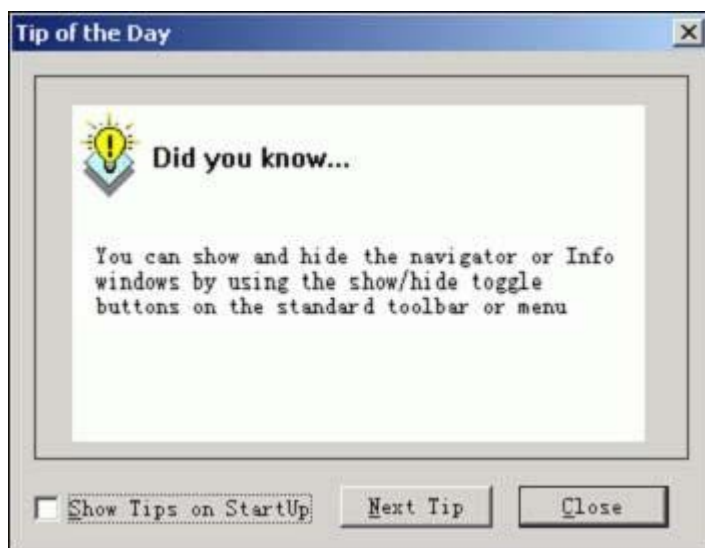 Tip of the Day
Did you know...
You can show and hide the navigator or Info
windows by using the show/hide toggle
buttons on the standard toolbar or menu
Show Tips on StartUp
Next Tip
Close